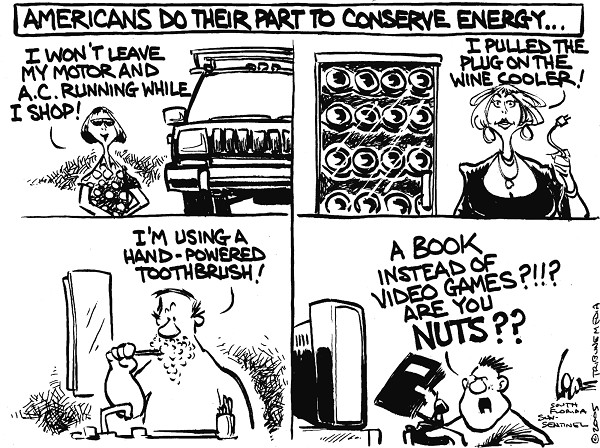 AMERICANS DO THEIR PART TO CONSERVE ENERGY...
I WON'T LEAVE
MY MOTOR AND
A.C. RUNNING WHILE
I SHOP!
I PULLED THE
PLUG ON THE
WINE COOLER!
I'M USING A
HAND-POWERED
TOOTHBRUSH!
A BOOK
INSTEAD OF
VIDEO GAMES?!!?
ARE YOU
NUTS??
SOUTH
FLORIDA
SUN-
SENTINEL
©2005
TRIBUNE MEDIA